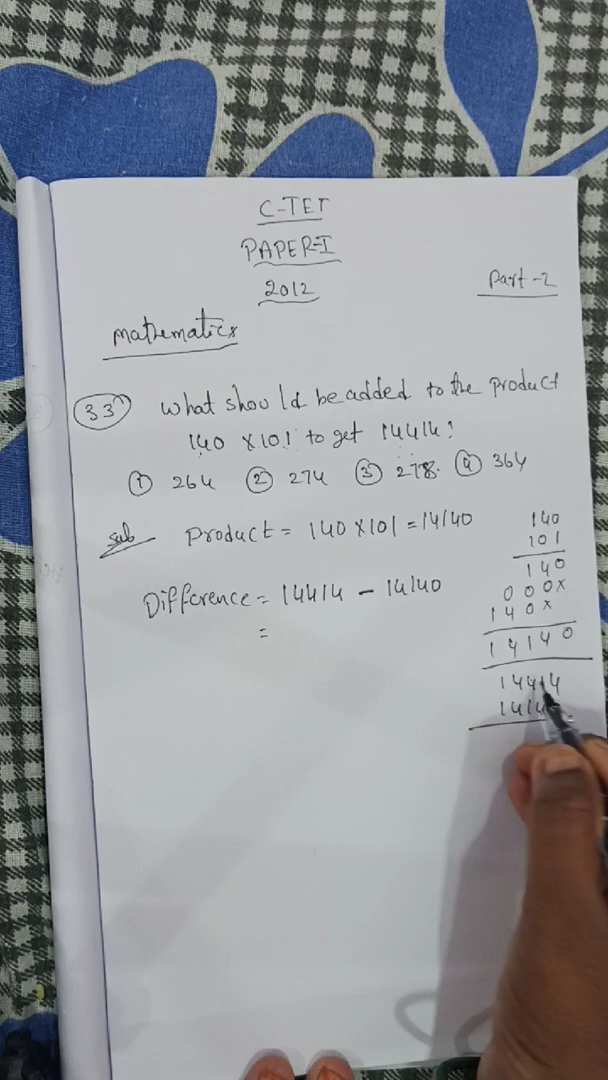 C-TET
PAPER-I
2012
Part-2
Mathematics
33) What should be added to the product
140 x 101 to get 14414?
① 264 ② 274 ③ 278. ④ 364
Product = 140 x 101 = 14140
Difference = 14414 - 14140
=
140
101
140
000x
140x
14140
14414
1414